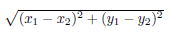 √(x₁ − x₂)² + (y₁ − y₂)²